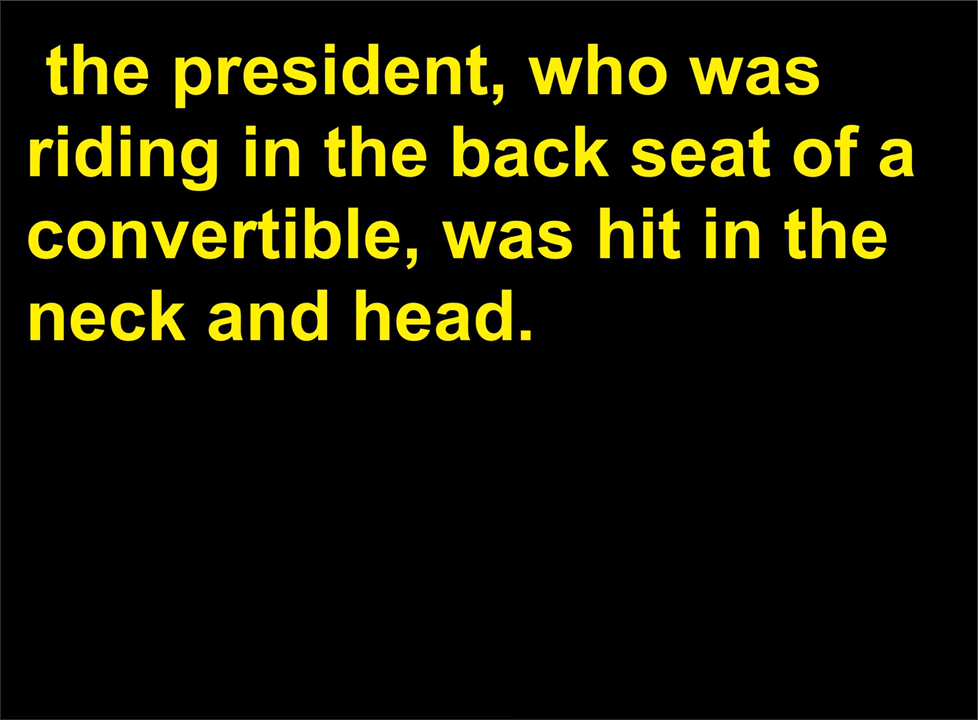 the president, who was
riding in the back seat of a
convertible, was hit in the
neck and head.